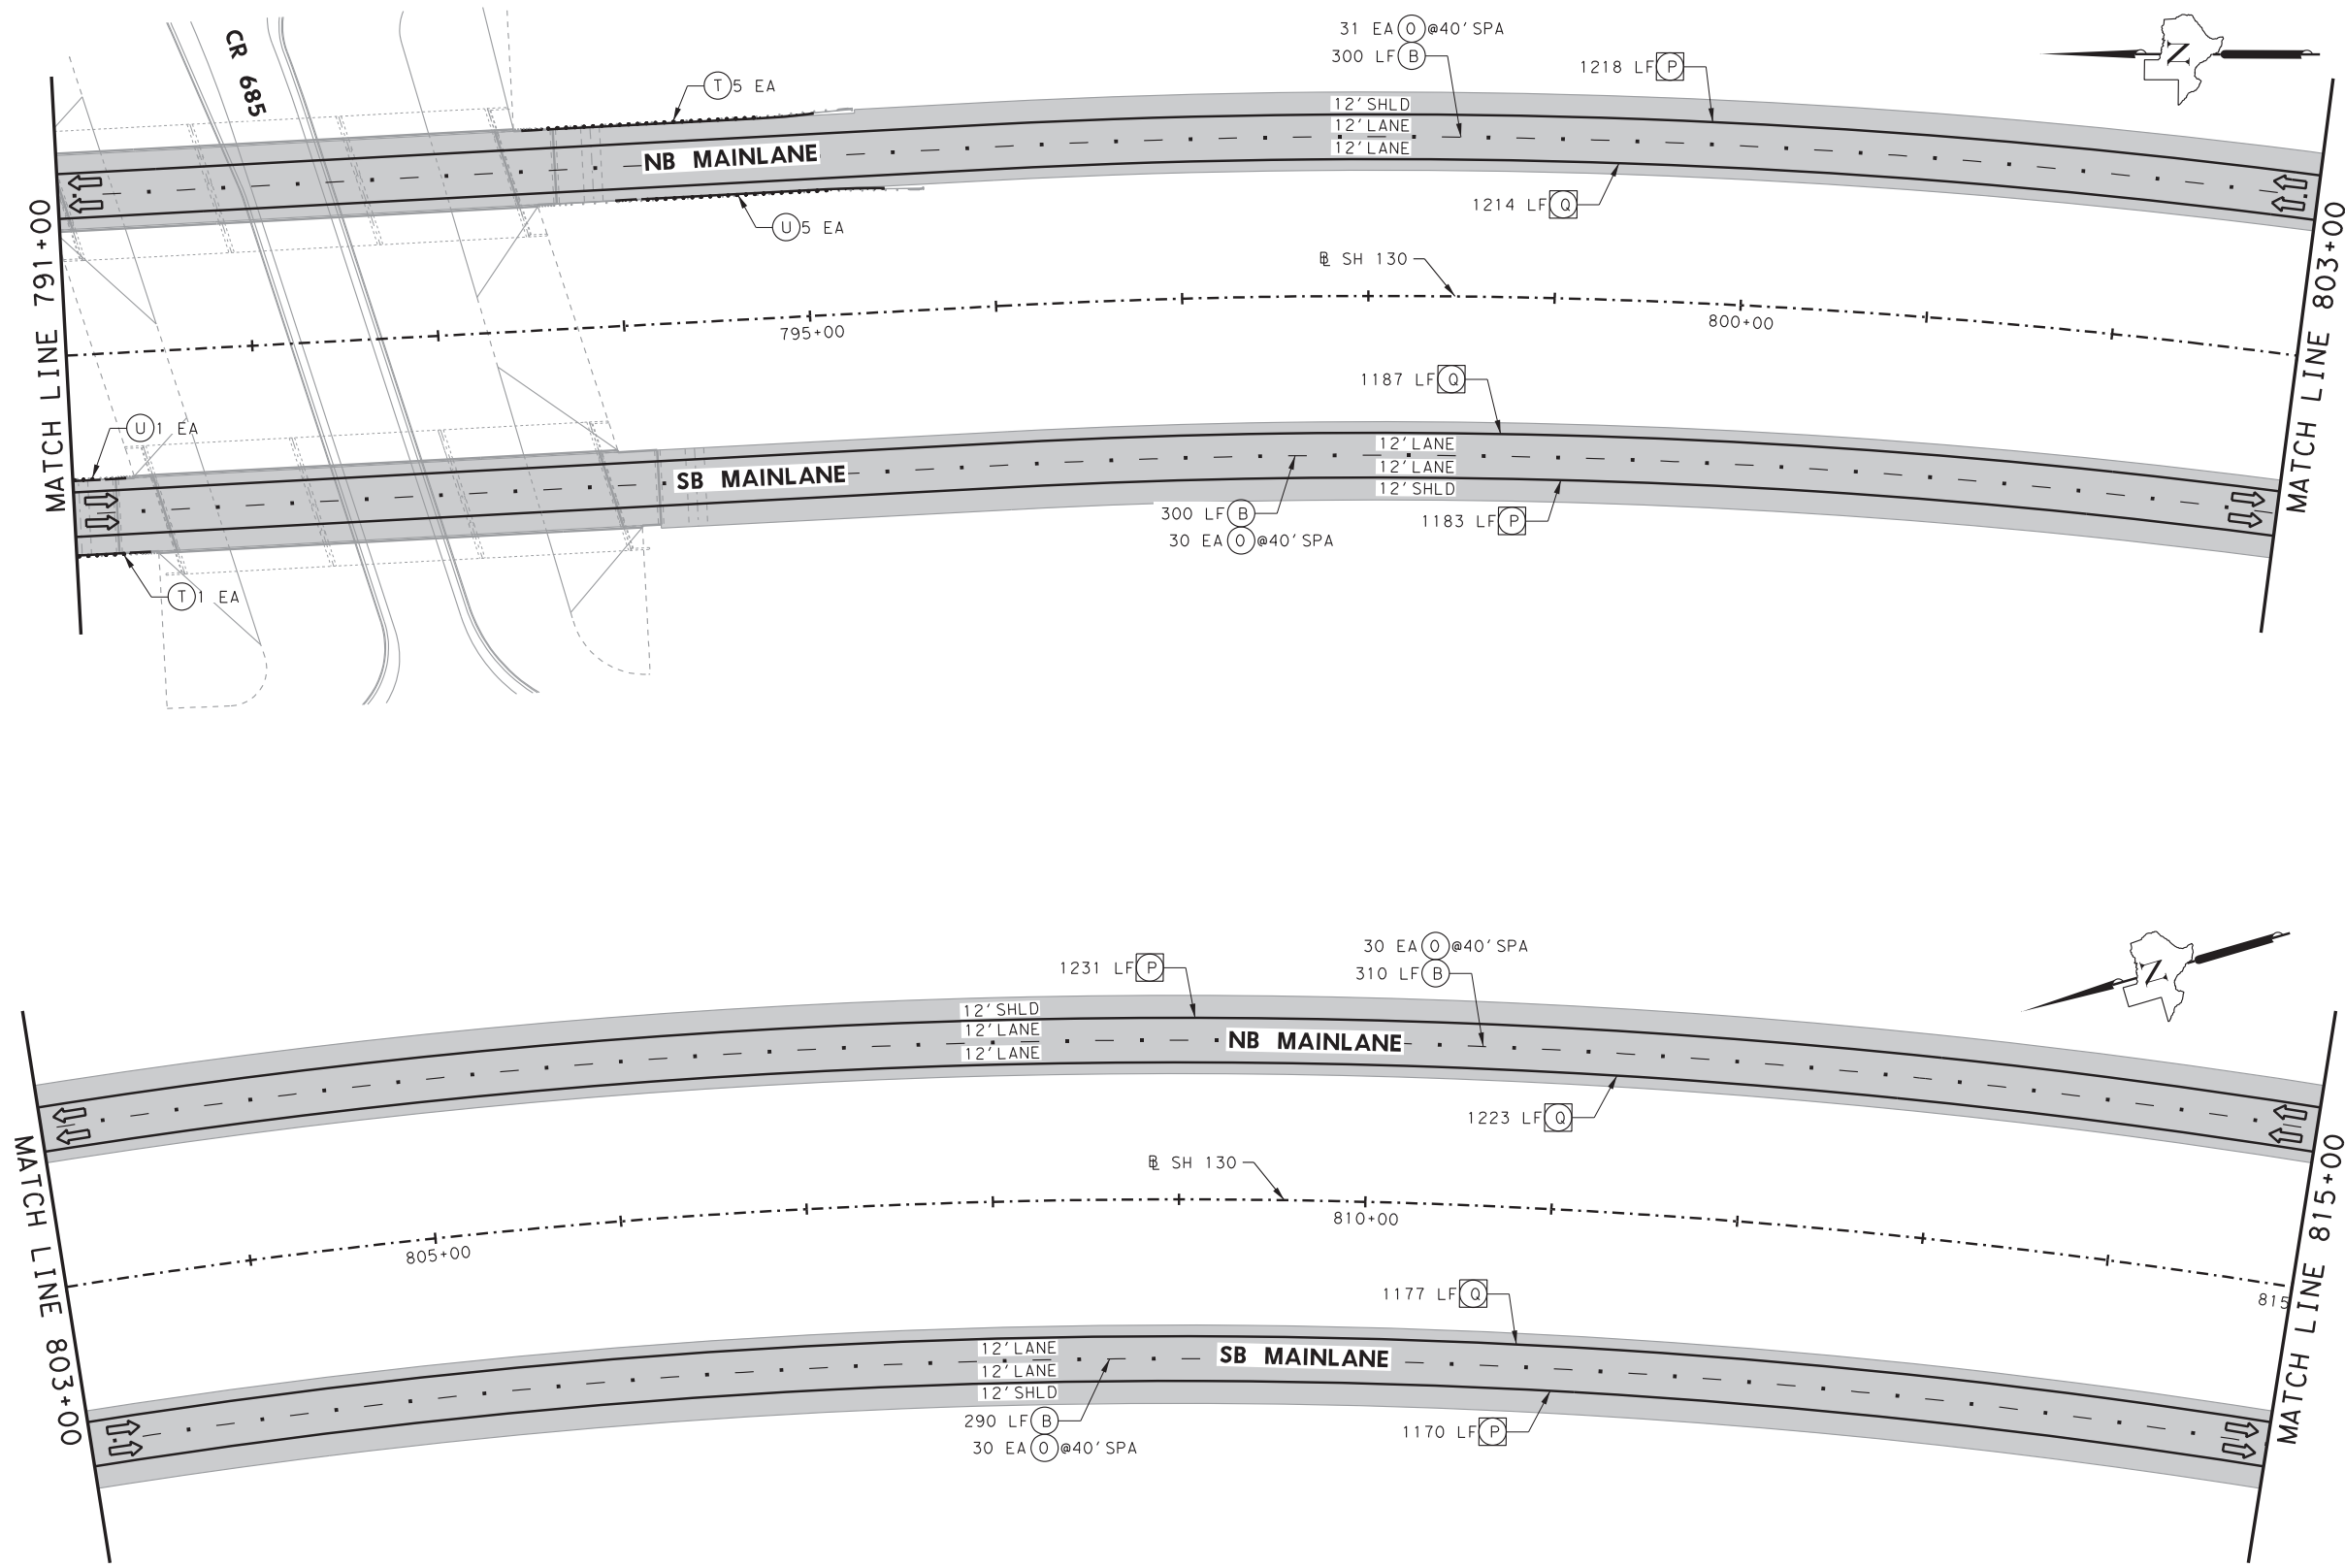 CR 685
31 EA O @40' SPA
300 LF B
1218 LF P
N
T 5 EA
12' SHLD
12' LANE
12' LANE
NB MAINLANE
1214 LF Q
U 5 EA
MATCH LINE 791+00
MATCH LINE 803+00
BL SH 130
795+00
800+00
1187 LF Q
U 1 EA
12' LANE
12' LANE
12' SHLD
SB MAINLANE
300 LF B
30 EA O @40' SPA
1183 LF P
T 1 EA
30 EA O @40' SPA
310 LF B
1231 LF P
N
12' SHLD
12' LANE
12' LANE
NB MAINLANE
1223 LF Q
MATCH LINE 803+00
MATCH LINE 815+00
BL SH 130
805+00
810+00
815
1177 LF Q
12' LANE
12' LANE
12' SHLD
SB MAINLANE
290 LF B
30 EA O @40' SPA
1170 LF P